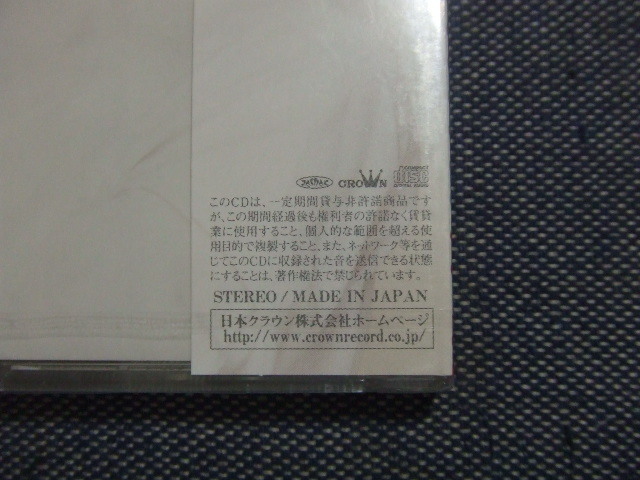 CROWN
COMPACT
disc
DIGITAL AUDIO
このCDは、一定期間貸与非許諾商品です
が、この期間経過後も権利者の許諾なく賃貸
業に使用すること、個人的な範囲を超える使
用目的で複製すること、また、ネットワーク等を通
じてこのCDに収録された音を送信できる状態
にすることは、著作権法で禁じられています。
STEREO / MADE IN JAPAN
日本クラウン株式会社ホームページ
http://www.crownrecord.co.jp/